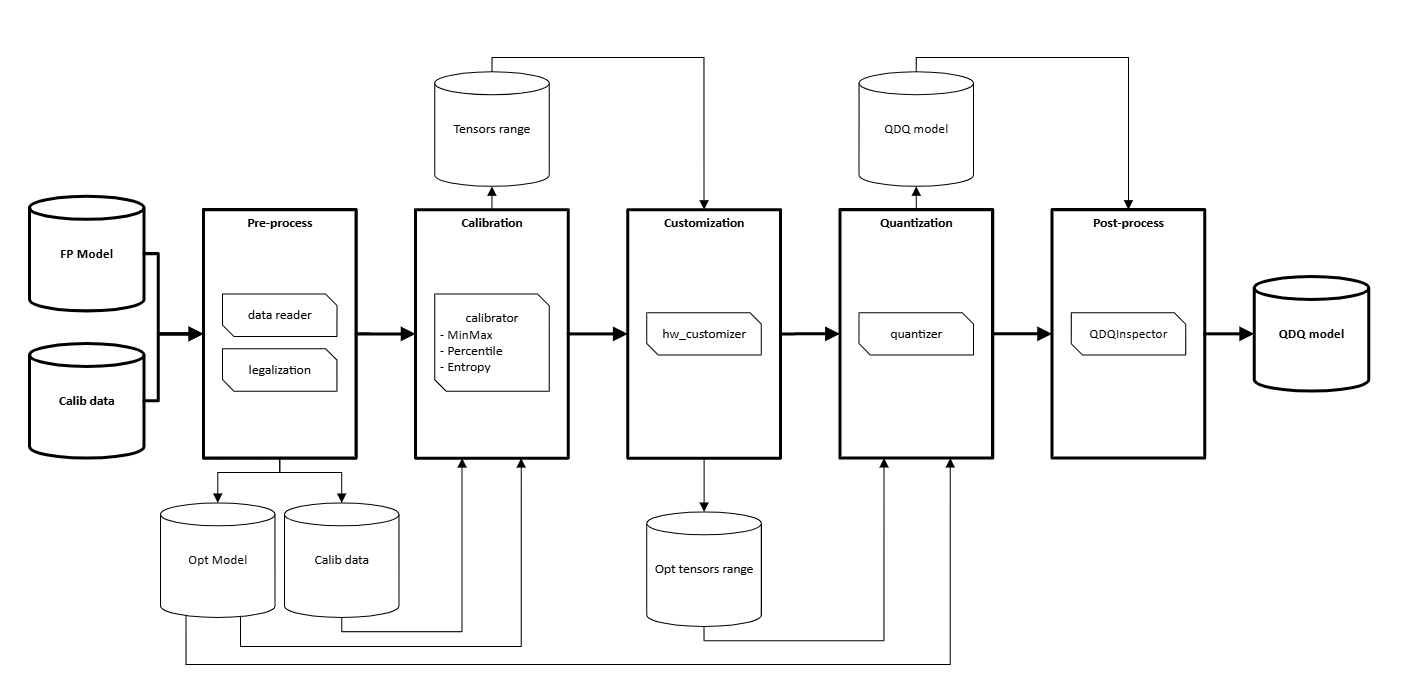 Tensors range
QDQ model
FP Model
Calib data
Pre-process
data reader
legalization
Calibration
calibrator
- MinMax
- Percentile
- Entropy
Customization
hw_customizer
Quantization
quantizer
Post-process
QDQInspector
QDQ model
Opt Model
Calib data
Opt tensors range